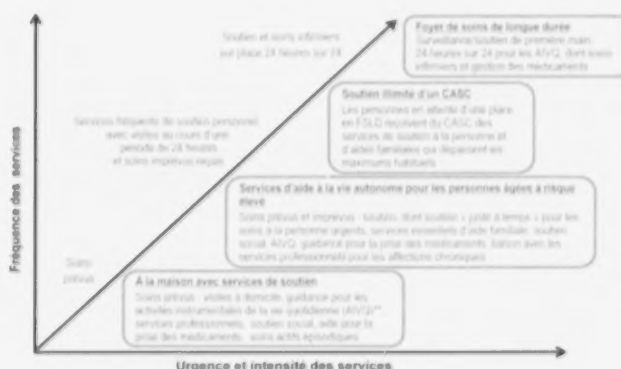 Soutien et soins infirmiers
sur place 24 heures sur 24
Foyer de soins de longue durée
Surveillance/soutien de première main
24 heures sur 24 pour les AIVQ, dont soins
infirmiers et gestion des médicaments
Services fréquents de soutien personnel
avec visites au cours d'une
période de 24 heures
et soins imprévus reçus
Soutien illimité d'un CASC
Les personnes en attente d'une place
en FSLD reçoivent du CASC des
services de soutien à la personne et
d'aides familiales qui dépassent les
maximums habituels
Services d'aide à la vie autonome pour les personnes âgées à risque
élevé
Soins prévus et imprévus : soutien, dont soutien « juste à temps » pour les
soins à la personne urgents, services essentiels d'aide familiale, soutien
social, AIVQ, guidance pour la prise des médicaments, liaison avec les
services professionnels pour les affections chroniques
Soins
prévus
À la maison avec services de soutien
Soins prévus : visites à domicile, guidance pour les
activités instrumentales de la vie quotidienne (AIVQ)**,
services professionnels, soutien social, aide pour la
prise des médicaments, soins actifs épisodiques
Fréquence des services
Urgence et intensité des services